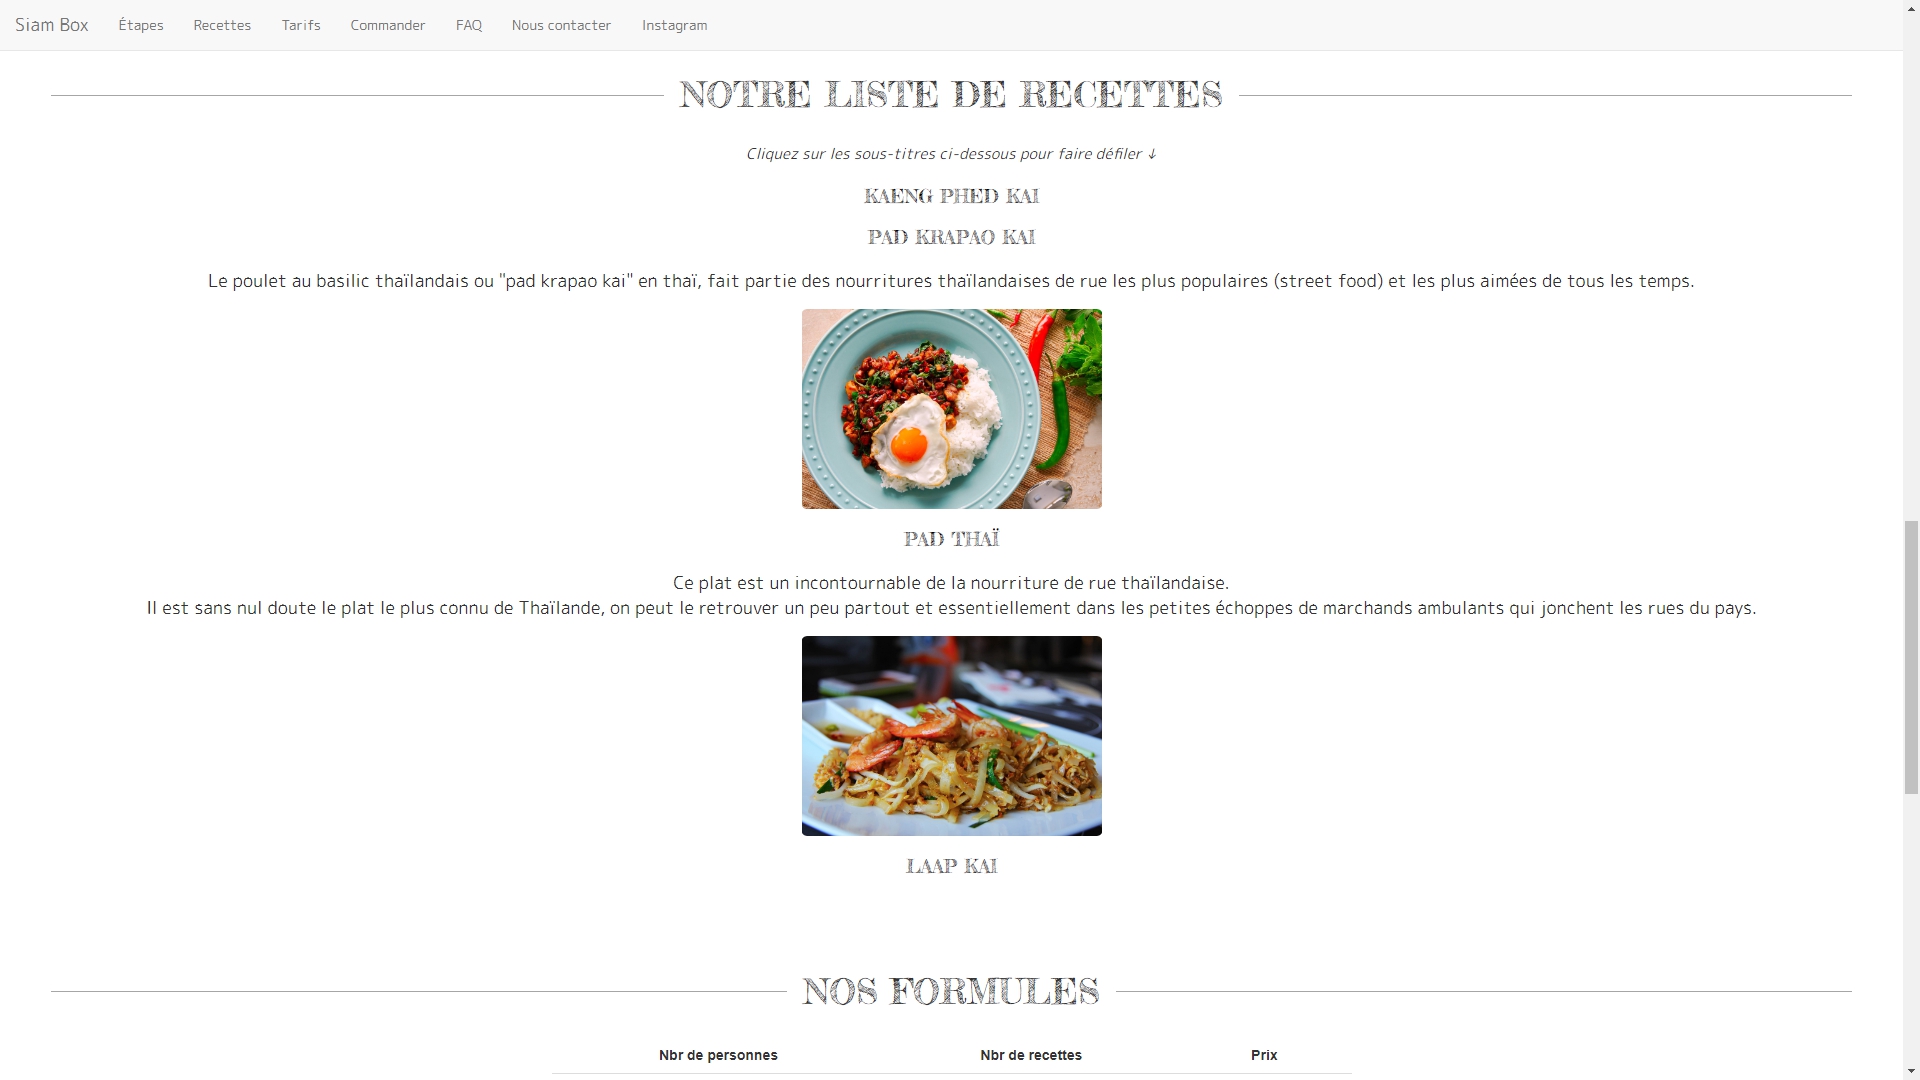 Siam Box Étapes Recettes Tarifs Commander FAQ Nous contacter Instagram
NOTRE LISTE DE RECETTES
Cliquez sur les sous-titres ci-dessous pour faire défiler ↓
KAENG PHED KAI
PAD KRAPAO KAI
Le poulet au basilic thaïlandais ou "pad krapao kai" en thaï, fait partie des nourritures thaïlandaises de rue les plus populaires (street food) et les plus aimées de tous les temps.
PAD THAÏ
Ce plat est un incontournable de la nourriture de rue thaïlandaise.
Il est sans nul doute le plat le plus connu de Thaïlande, on peut le retrouver un peu partout et essentiellement dans les petites échoppes de marchands ambulants qui jonchent les rues du pays.
LAAP KAI
NOS FORMULES
Nbr de personnes Nbr de recettes Prix